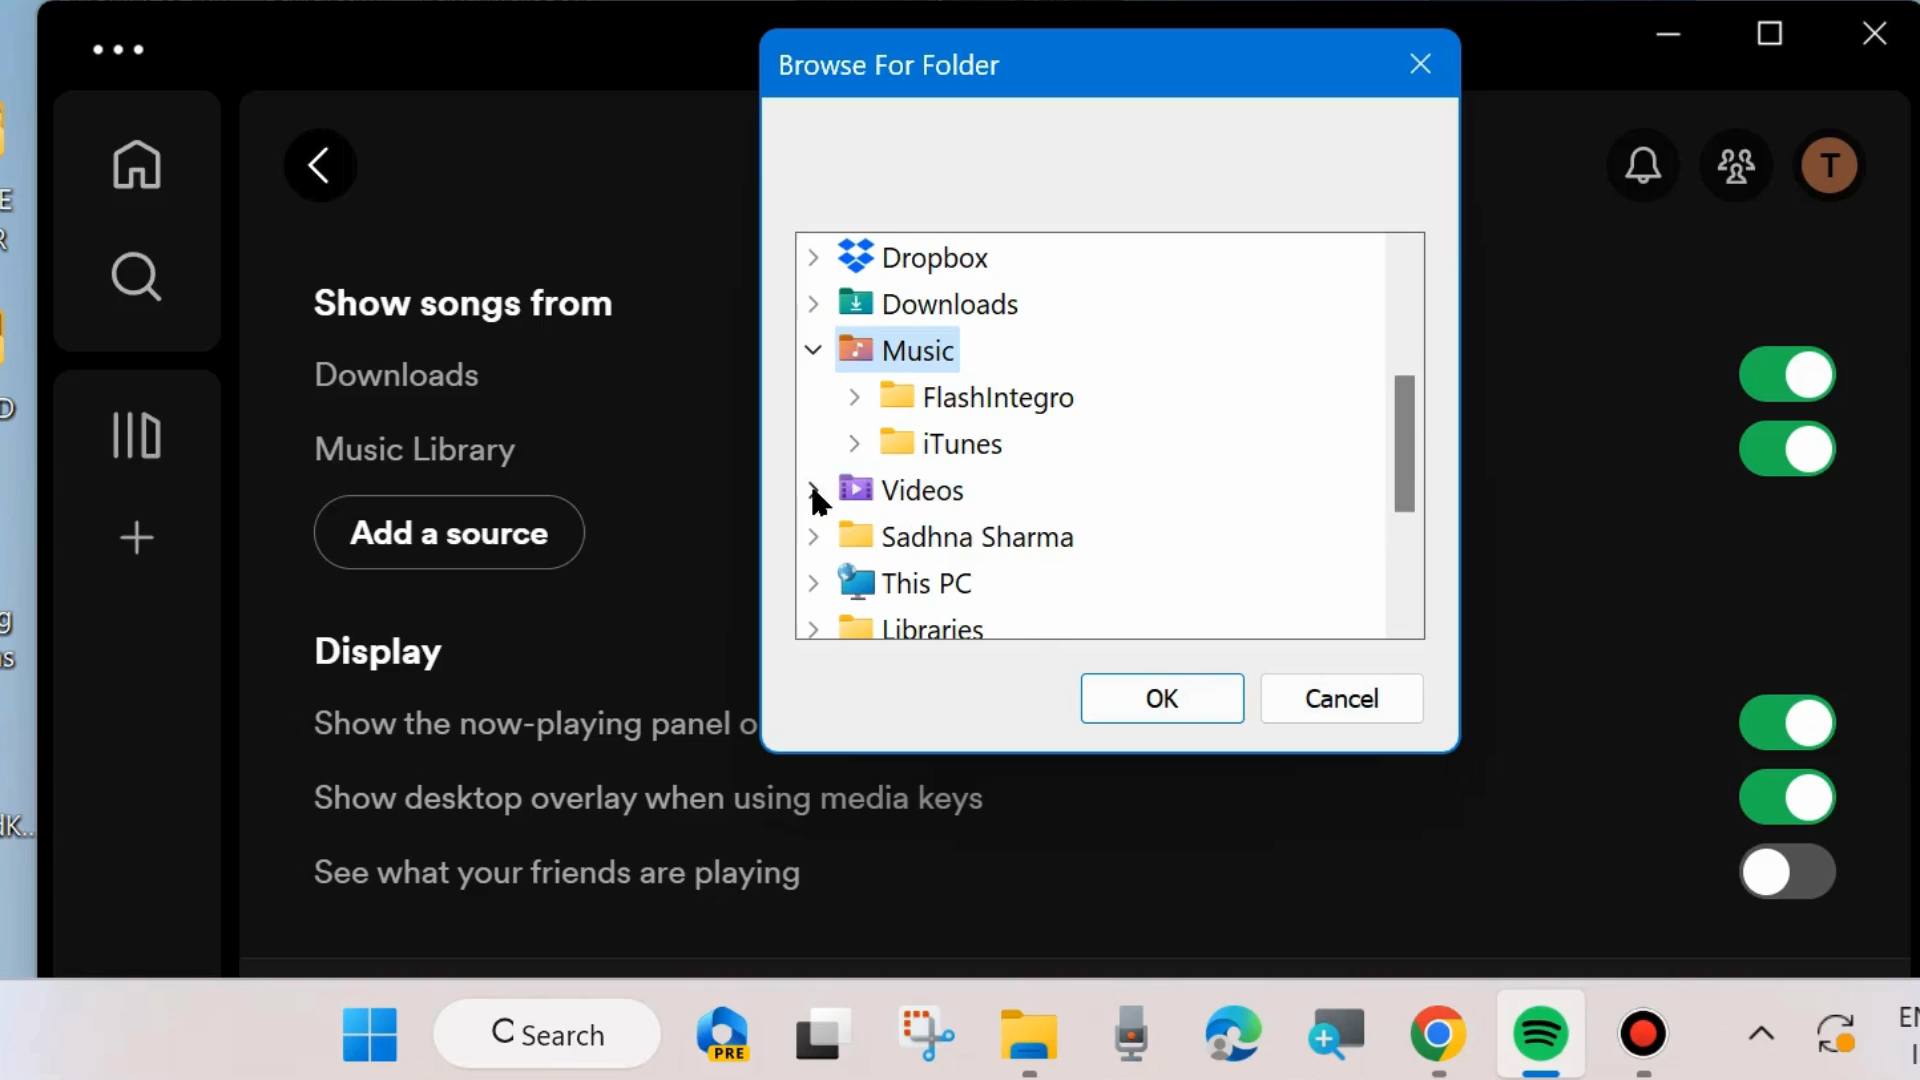 Browse For Folder
T
Dropbox
Downloads
Music
FlashIntegro
iTunes
Videos
Sadhna Sharma
This PC
Libraries
OK
Cancel
Show songs from
Downloads
Music Library
Add a source
Display
Show the now-playing panel o
Show desktop overlay when using media keys
See what your friends are playing
E
R
D
g
s
dK...
Search
PRE
EN
I